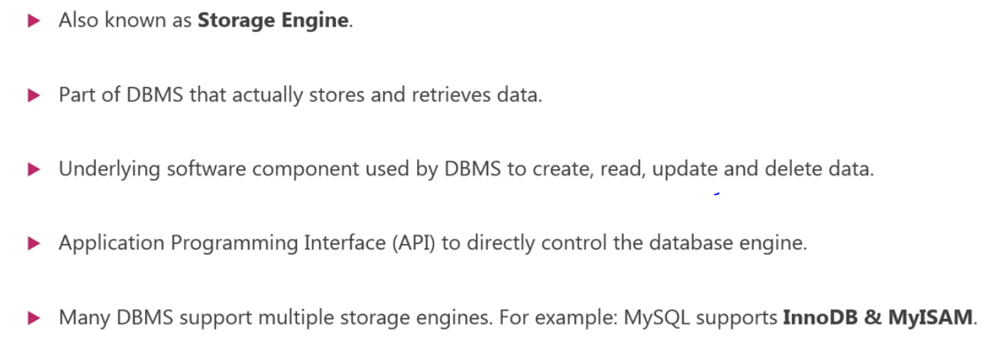 Also known as Storage Engine.
Part of DBMS that actually stores and retrieves data.
Underlying software component used by DBMS to create, read, update and delete data.
Application Programming Interface (API) to directly control the database engine.
Many DBMS support multiple storage engines. For example: MySQL supports InnoDB & MyISAM.